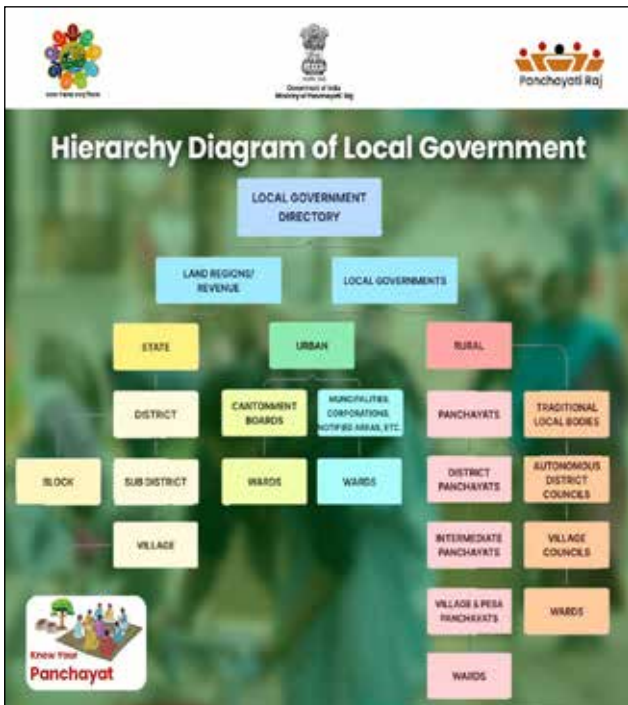 Government of India
Ministry of Panchayati Raj
Panchayati Raj
Hierarchy Diagram of Local Government
LOCAL GOVERNMENT
DIRECTORY
LAND REGIONS/
REVENUE
LOCAL GOVERNMENTS
STATE
URBAN
RURAL
DISTRICT
CANTONMENT
BOARDS
MUNICIPALITIES,
CORPORATIONS,
NOTIFIED AREAS, ETC.
PANCHAYATS
TRADITIONAL
LOCAL BODIES
BLOCK
SUB DISTRICT
WARDS
WARDS
DISTRICT
PANCHAYATS
AUTONOMOUS
DISTRICT
COUNCILS
VILLAGE
INTERMEDIATE
PANCHAYATS
VILLAGE
COUNCILS
VILLAGE & PESA
PANCHAYATS
WARDS
WARDS
Know Your
Panchayat